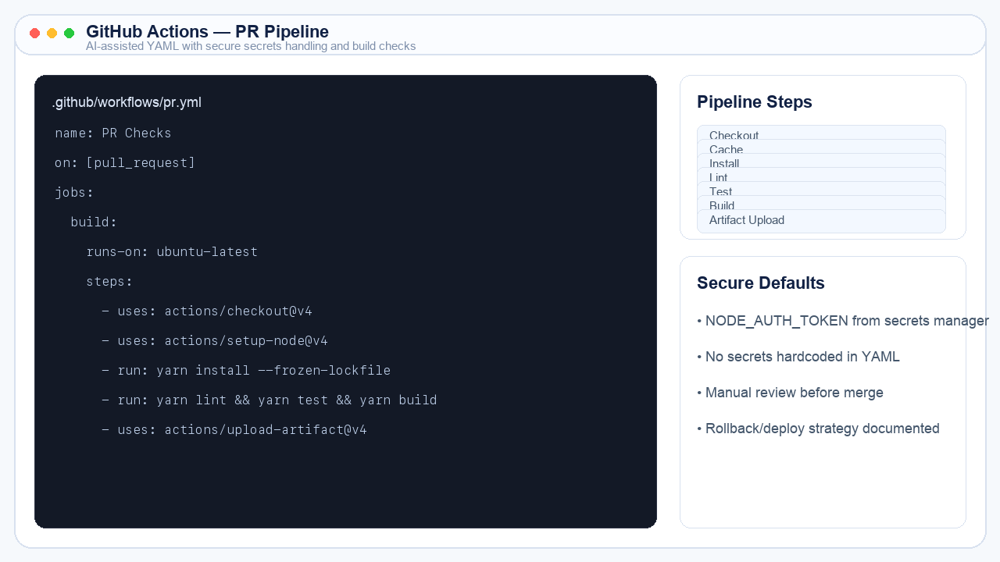 GitHub Actions — PR Pipeline
AI-assisted YAML with secure secrets handling and build checks
.github/workflows/pr.yml
name: PR Checks
on: [pull_request]
jobs:
  build:
    runs-on: ubuntu-latest
    steps:
      - uses: actions/checkout@v4
      - uses: actions/setup-node@v4
      - run: yarn install --frozen-lockfile
      - run: yarn lint && yarn test && yarn build
      - uses: actions/upload-artifact@v4
Pipeline Steps
Checkout
Cache
Install
Lint
Test
Build
Artifact Upload
Secure Defaults
• NODE_AUTH_TOKEN from secrets manager
• No secrets hardcoded in YAML
• Manual review before merge
• Rollback/deploy strategy documented